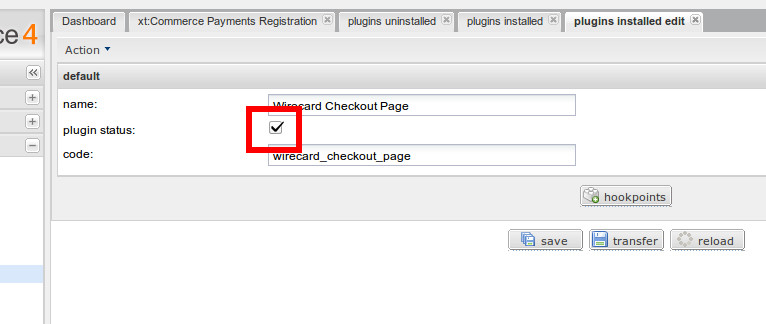 Dashboard xt:Commerce Payments Registration plugins uninstalled plugins installed plugins installed edit
ce4
Action
default
name: Wirecard Checkout Page
plugin status:
code: wirecard_checkout_page
hookpoints
save transfer reload